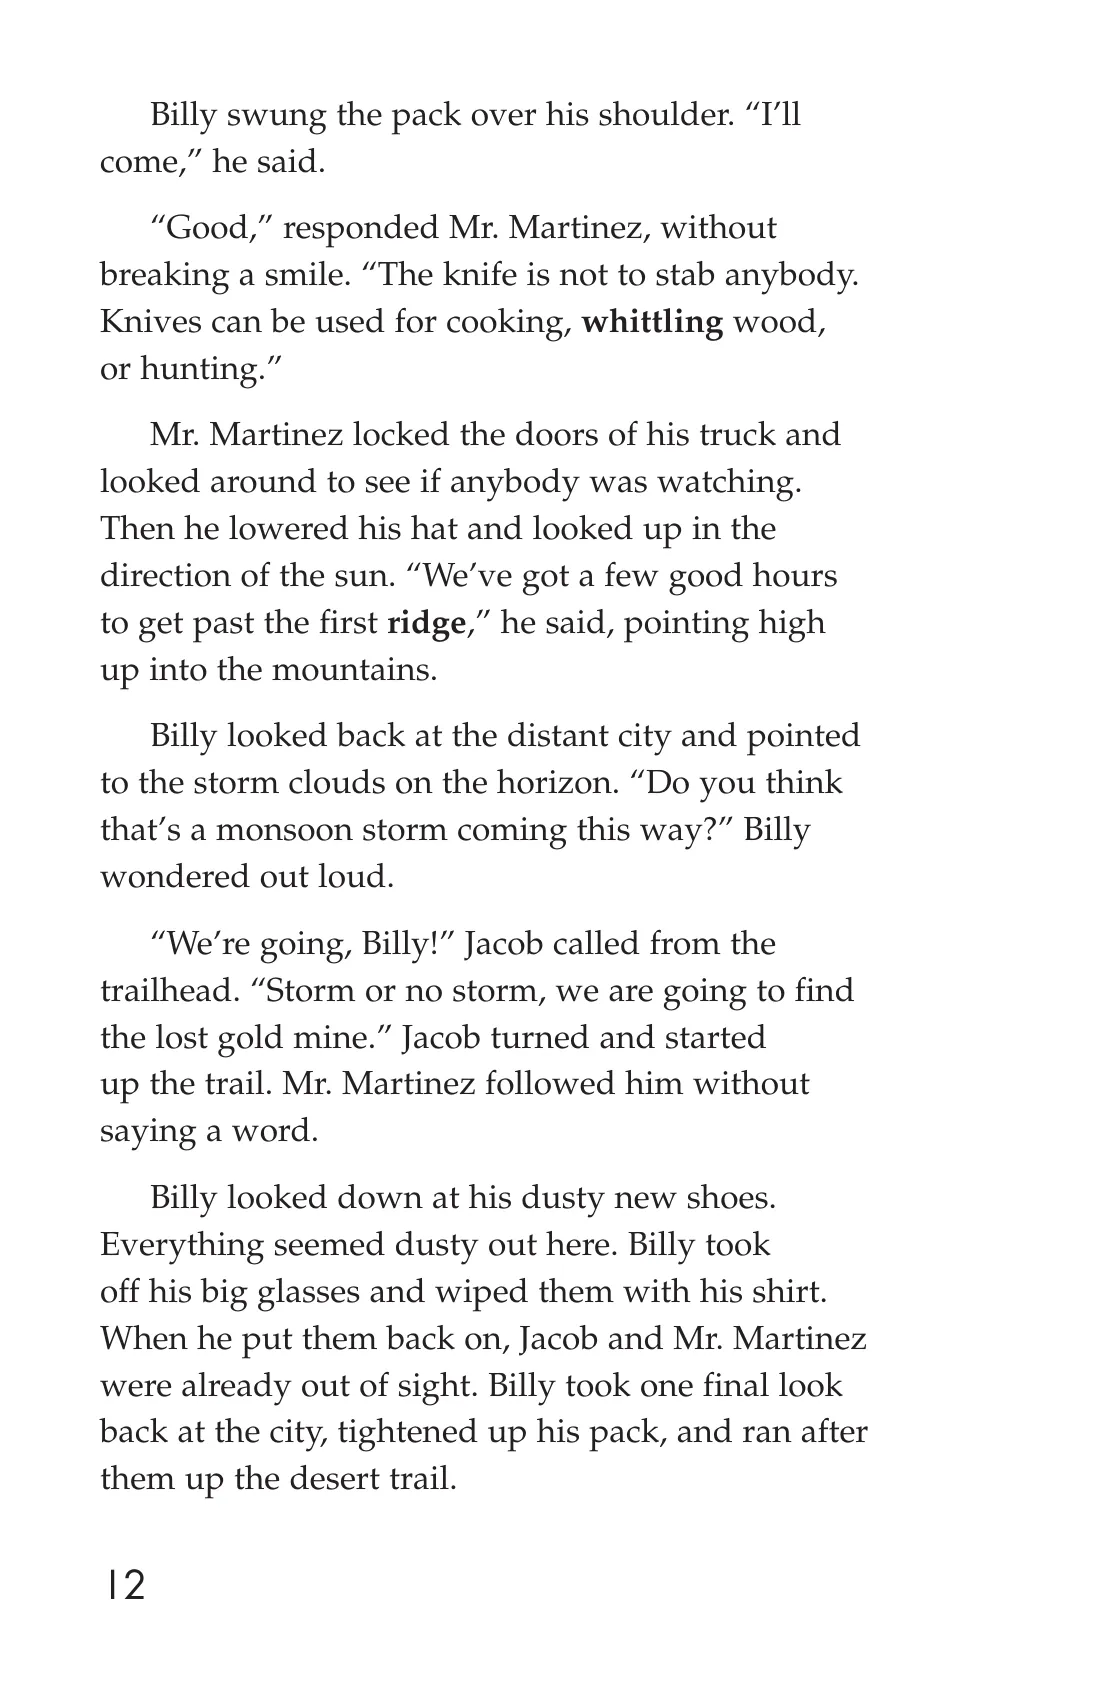 Billy swung the pack over his shoulder. “I’ll
come,” he said.
“Good,” responded Mr. Martinez, without
breaking a smile. “The knife is not to stab anybody.
Knives can be used for cooking, whittling wood,
or hunting.”
Mr. Martinez locked the doors of his truck and
looked around to see if anybody was watching.
Then he lowered his hat and looked up in the
direction of the sun. “We’ve got a few good hours
to get past the first ridge,” he said, pointing high
up into the mountains.
Billy looked back at the distant city and pointed
to the storm clouds on the horizon. “Do you think
that’s a monsoon storm coming this way?” Billy
wondered out loud.
“We’re going, Billy!” Jacob called from the
trailhead. “Storm or no storm, we are going to find
the lost gold mine.” Jacob turned and started
up the trail. Mr. Martinez followed him without
saying a word.
Billy looked down at his dusty new shoes.
Everything seemed dusty out here. Billy took
off his big glasses and wiped them with his shirt.
When he put them back on, Jacob and Mr. Martinez
were already out of sight. Billy took one final look
back at the city, tightened up his pack, and ran after
them up the desert trail.
12